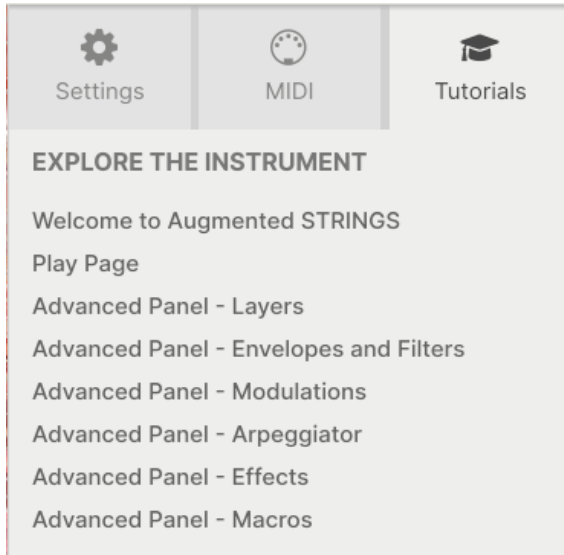 Settings
MIDI
Tutorials
EXPLORE THE INSTRUMENT
Welcome to Augmented STRINGS
Play Page
Advanced Panel - Layers
Advanced Panel - Envelopes and Filters
Advanced Panel - Modulations
Advanced Panel - Arpeggiator
Advanced Panel - Effects
Advanced Panel - Macros